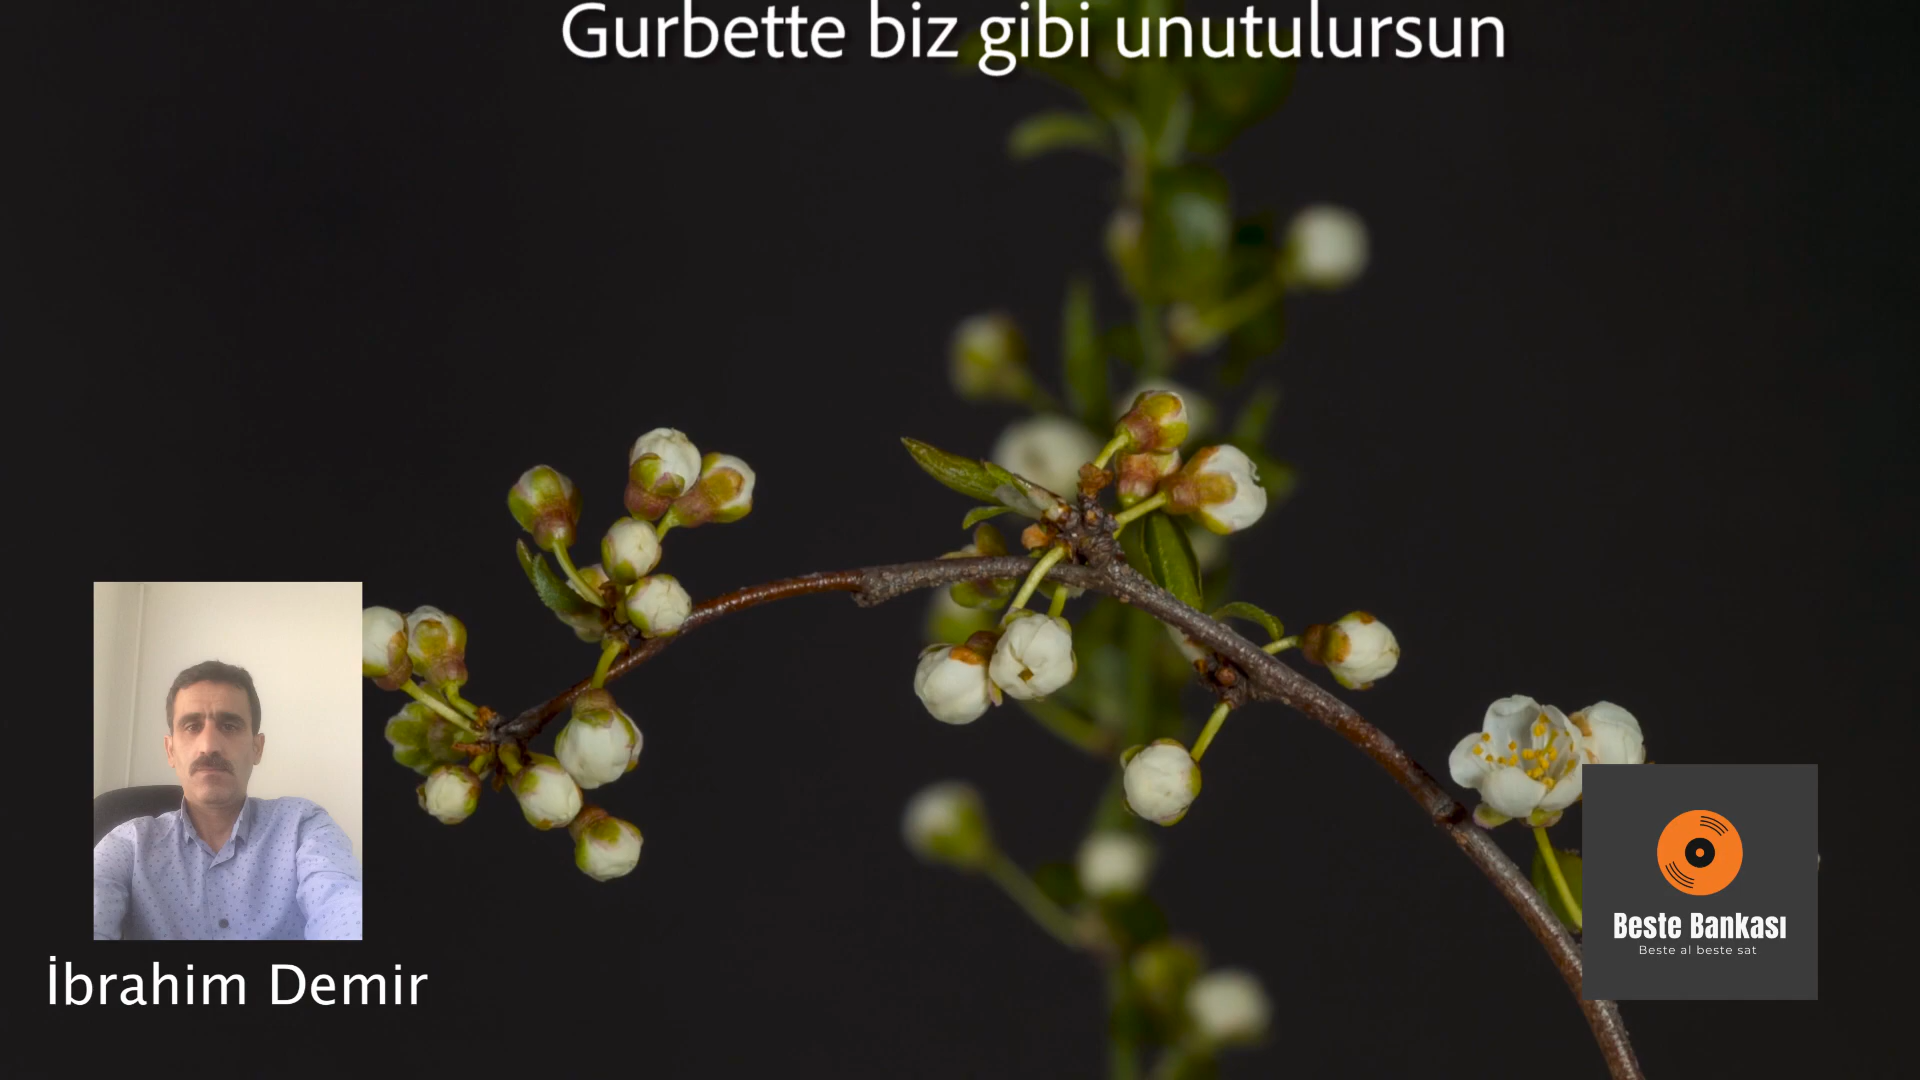 Gurbette biz gibi unutulursun
İbrahim Demir
Beste Bankası
Beste al beste sat